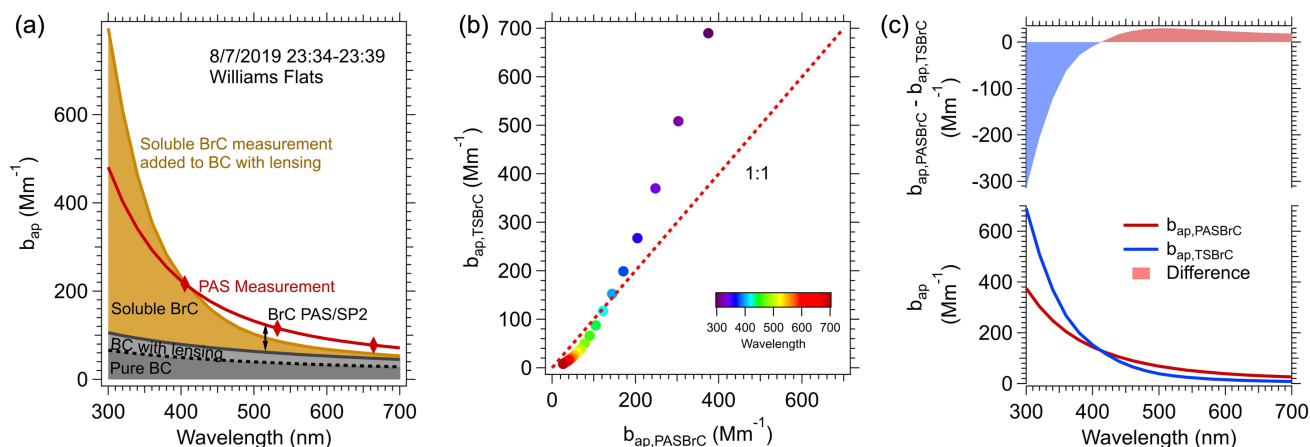 (a)
8/7/2019 23:34-23:39
Williams Flats
Soluble BrC measurement
added to BC with lensing
PAS Measurement
BrC PAS/SP2
Soluble BrC
BC with lensing
Pure BC
b_ap (Mm⁻¹)
800
600
400
200
0
300 400 500 600 700
Wavelength (nm)
(b)
b_ap,TSBrC (Mm⁻¹)
700
600
500
400
300
200
100
0
1:1
300 400 500 600 700
Wavelength
0 200 400 600
b_ap,PASBrC (Mm⁻¹)
(c)
b_ap,PASBrC - b_ap,TSBrC
(Mm⁻¹)
0
-100
-200
-300
b_ap
(Mm⁻¹)
600
400
200
0
b_ap,PASBrC
b_ap,TSBrC
Difference
300 400 500 600 700
Wavelength (nm)